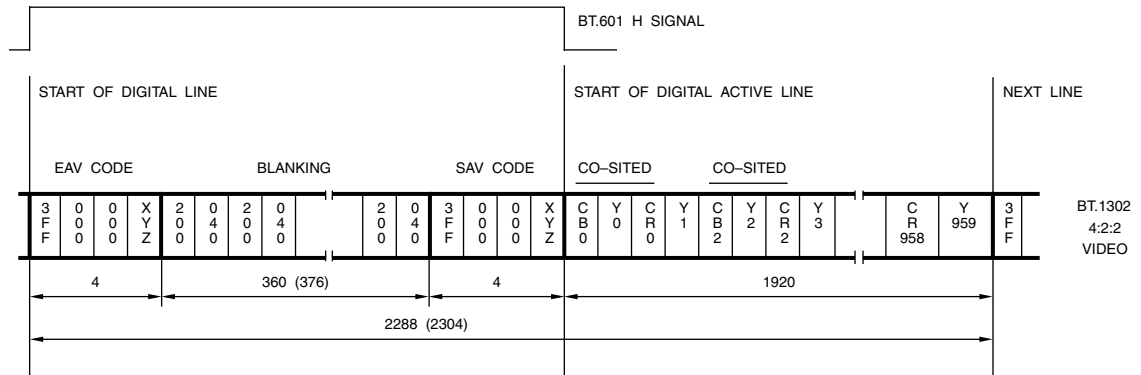 BT.601 H SIGNAL
START OF DIGITAL LINE
START OF DIGITAL ACTIVE LINE
NEXT LINE
EAV CODE
BLANKING
SAV CODE
CO–SITED
CO–SITED
3FF
000
000
XYZ
200
040
200
040
200
040
3FF
000
000
XYZ
CB0
Y0
CR0
Y1
CB2
Y2
CR2
Y3
CR958
Y959
3FF
BT.1302
4:2:2
VIDEO
4
360 (376)
4
1920
2288 (2304)